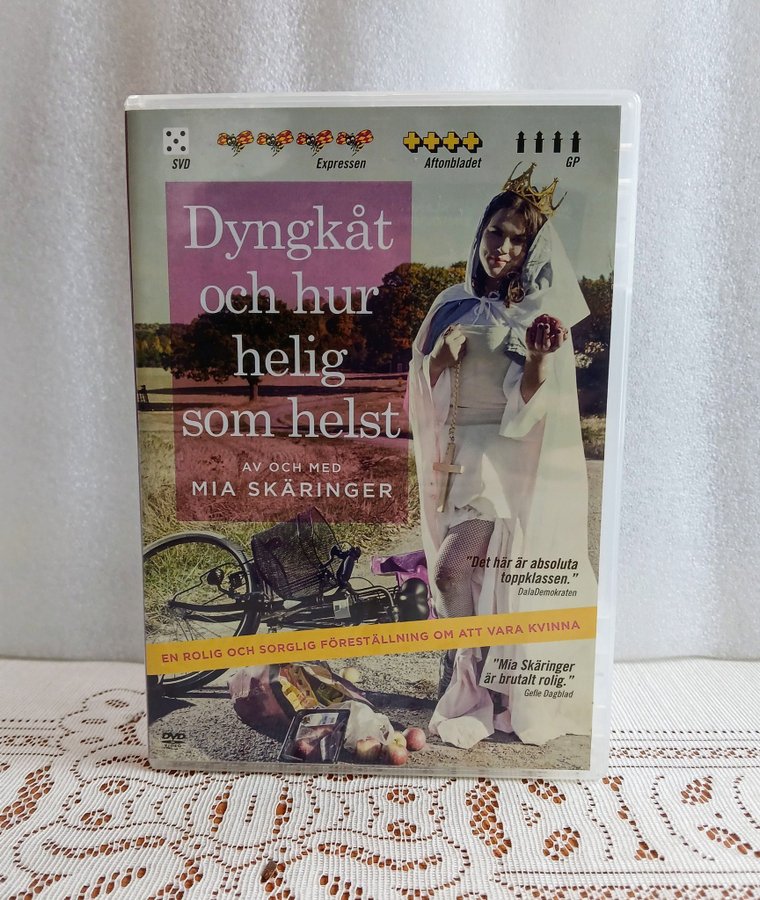 SVD
Expressen
Aftonbladet
GP
Dyngkåt
och hur
helig
som helst
AV OCH MED
MIA SKÄRINGER
"Det här är absoluta
toppklassen."
DalaDemokraten
EN ROLIG OCH SORGLIG FÖRESTÄLLNING OM ATT VARA KVINNA
"Mia Skäringer
är brutalt rolig."
Gefle Dagblad
DVD